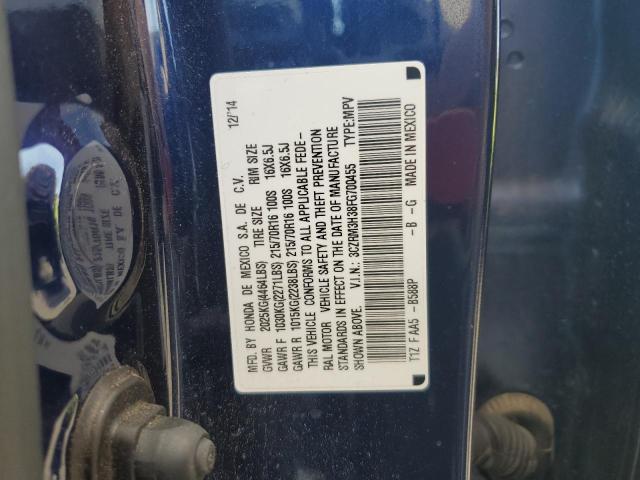 MFD.BY HONDA DE MEXICO S.A. DE C.V. 12/'14
GVWR 2025KG(4464LBS) TIRE SIZE RIM SIZE
GAWR F 1030KG(2271LBS) 215/70R16 100S 16X6.5J
GAWR R 1015KG(2238LBS) 215/70R16 100S 16X6.5J
THIS VEHICLE CONFORMS TO ALL APPLICABLE FEDE-
RAL MOTOR VEHICLE SAFETY AND THEFT PREVENTION
STANDARDS IN EFFECT ON THE DATE OF MANUFACTURE
SHOWN ABOVE. V.I.N.: 3CZRM3H38FG700455 TYPE:MPV
T1Z F AA5 -B588P -B -G MADE IN MEXICO